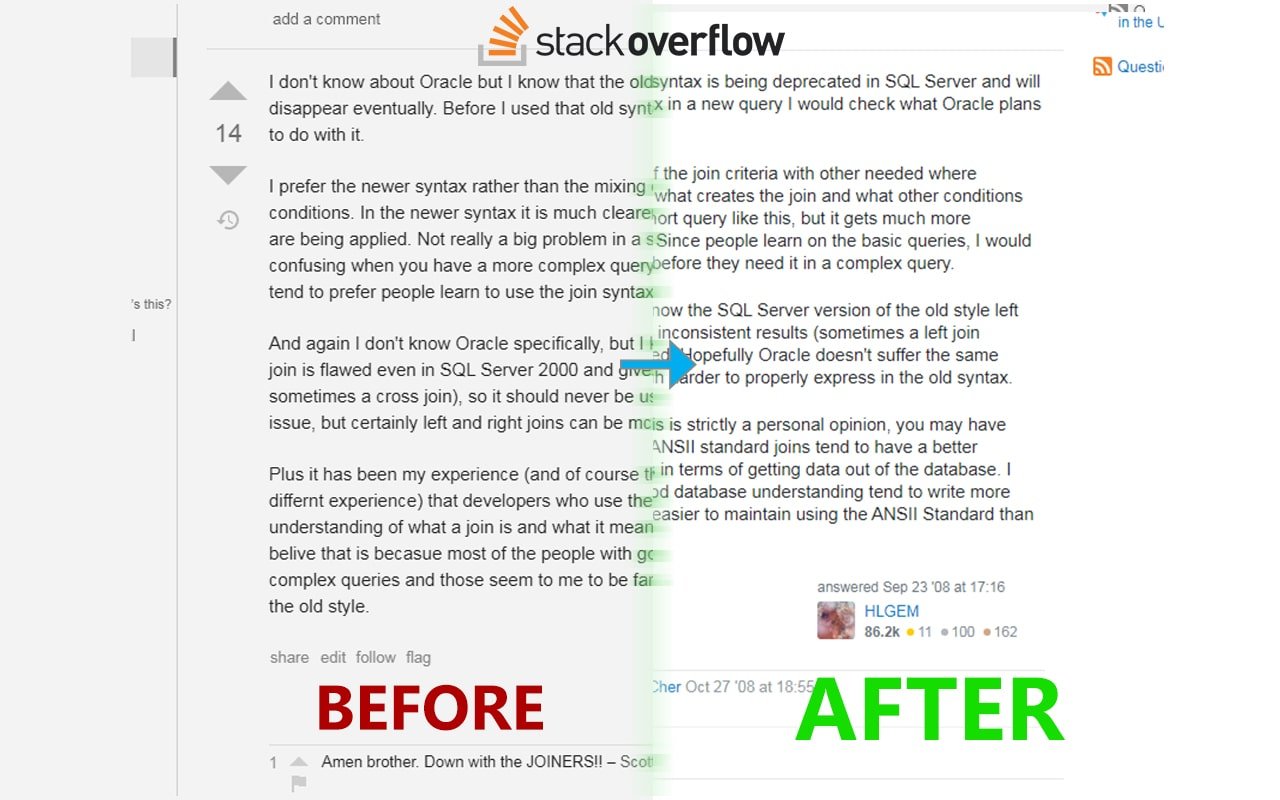 add a comment
stackoverflow
in the U
Questi
I don't know about Oracle but I know that the old syntax is being deprecated in SQL Server and will
disappear eventually. Before I used that old syntx in a new query I would check what Oracle plans
14
to do with it.
I prefer the newer syntax rather than the mixing of the join criteria with other needed where
conditions. In the newer syntax it is much cleare what creates the join and what other conditions
are being applied. Not really a big problem in a short query like this, but it gets much more
confusing when you have a more complex query Since people learn on the basic queries, I would
tend to prefer people learn to use the join syntax before they need it in a complex query.
's this?
And again I don't know Oracle specifically, but I know the SQL Server version of the old style left
join is flawed even in SQL Server 2000 and give inconsistent results (sometimes a left join
sometimes a cross join), so it should never be used. Hopefully Oracle doesn't suffer the same
issue, but certainly left and right joins can be mch harder to properly express in the old syntax.
Plus it has been my experience (and of course this is strictly a personal opinion, you may have
differnt experience) that developers who use the ANSII standard joins tend to have a better
understanding of what a join is and what it mean in terms of getting data out of the database. I
belive that is becasue most of the people with good database understanding tend to write more
complex queries and those seem to me to be far easier to maintain using the ANSII Standard than
the old style.
answered Sep 23 '08 at 17:16
HLGEM
86.2k 11 100 162
share edit follow flag
Cher Oct 27 '08 at 18:55
BEFORE
AFTER
1 Amen brother. Down with the JOINERS!! – Scot